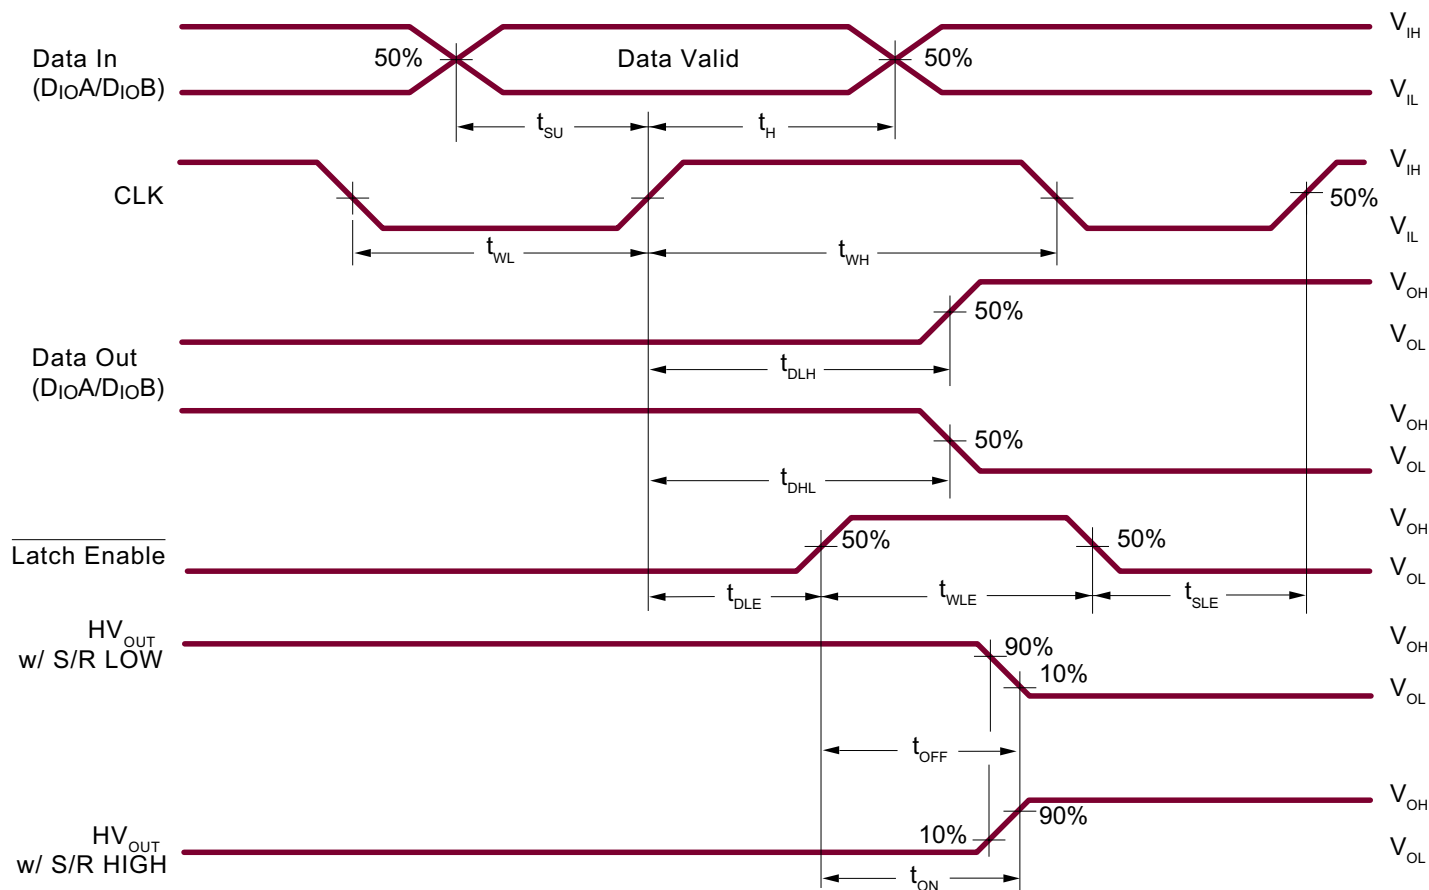 Data In
(DIOA/DIOB)
50%
Data Valid
50%
VIH
VIL
tSU
tH
CLK
VIH
50%
VIL
tWL
tWH
VOH
50%
VOL
Data Out
(DIOA/DIOB)
tDLH
VOH
50%
VOL
tDHL
Latch Enable
50%
50%
VOH
VOL
tDLE
tWLE
tSLE
HVOUT
w/ S/R LOW
90%
10%
VOH
VOL
tOFF
HVOUT
w/ S/R HIGH
10%
90%
VOH
VOL
tON